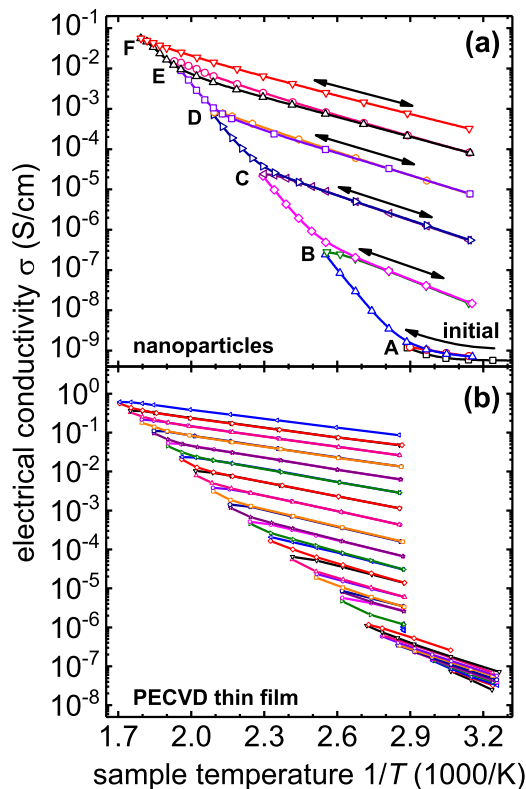 10⁻¹
10⁻²
10⁻³
10⁻⁴
10⁻⁵
10⁻⁶
10⁻⁷
10⁻⁸
10⁻⁹
(a)
F
E
D
C
B
A
initial
nanoparticles
electrical conductivity σ (S/cm)
10⁰
10⁻¹
10⁻²
10⁻³
10⁻⁴
10⁻⁵
10⁻⁶
10⁻⁷
10⁻⁸
(b)
PECVD thin film
1.7 2.0 2.3 2.6 2.9 3.2
sample temperature 1/T (1000/K)